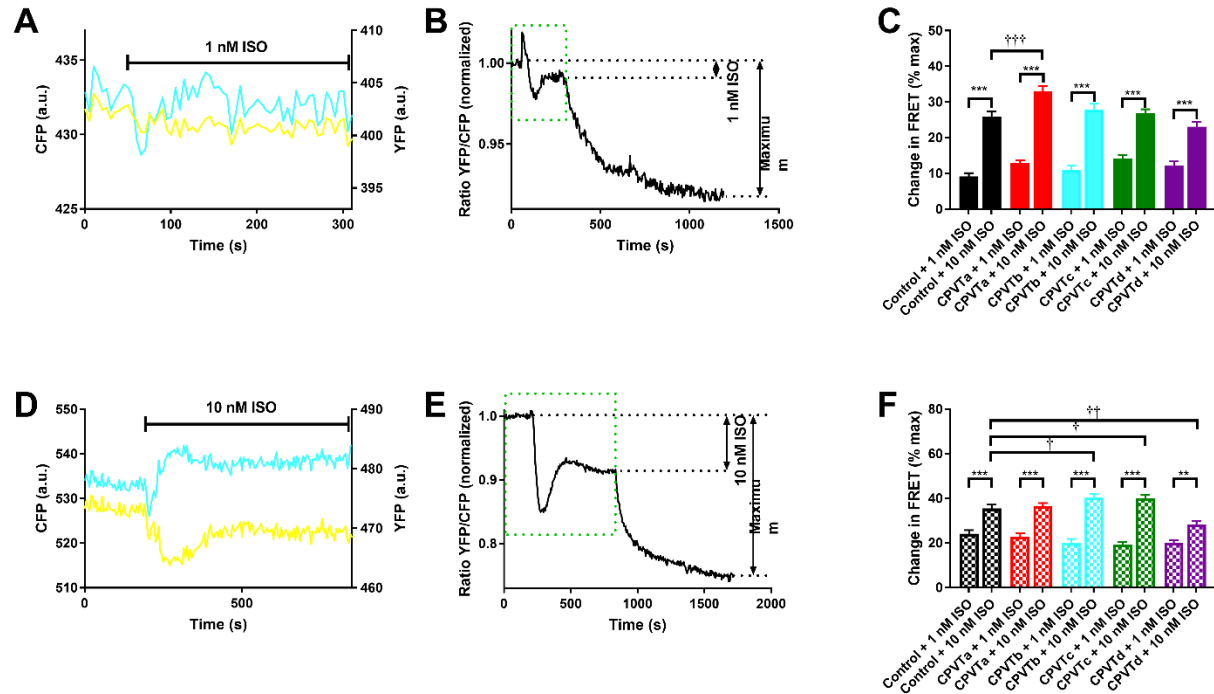 A
1 nM ISO
435
430
425
CFP (a.u.)
410
405
400
395
YFP (a.u.)
0
100
200
300
Time (s)
B
1.00
0.95
Ratio YFP/CFP (normalized)
1 nM ISO
Maximu
m
0
500
1000
1500
Time (s)
C
50
40
30
20
10
0
Change in FRET (% max)
†††
***
***
***
***
***
Control + 1 nM ISO
Control + 10 nM ISO
CPVTa + 1 nM ISO
CPVTa + 10 nM ISO
CPVTb + 1 nM ISO
CPVTb + 10 nM ISO
CPVTc + 1 nM ISO
CPVTc + 10 nM ISO
CPVTd + 1 nM ISO
CPVTd + 10 nM ISO
D
10 nM ISO
550
540
530
520
510
CFP (a.u.)
490
480
470
460
YFP (a.u.)
0
500
Time (s)
E
1.0
0.9
0.8
Ratio YFP/CFP (normalized)
10 nM ISO
Maximu
m
0
500
1000
1500
2000
Time (s)
F
80
60
40
20
0
Change in FRET (% max)
††
†
†
***
***
***
***
**
Control + 1 nM ISO
Control + 10 nM ISO
CPVTa + 1 nM ISO
CPVTa + 10 nM ISO
CPVTb + 1 nM ISO
CPVTb + 10 nM ISO
CPVTc + 1 nM ISO
CPVTc + 10 nM ISO
CPVTd + 1 nM ISO
CPVTd + 10 nM ISO